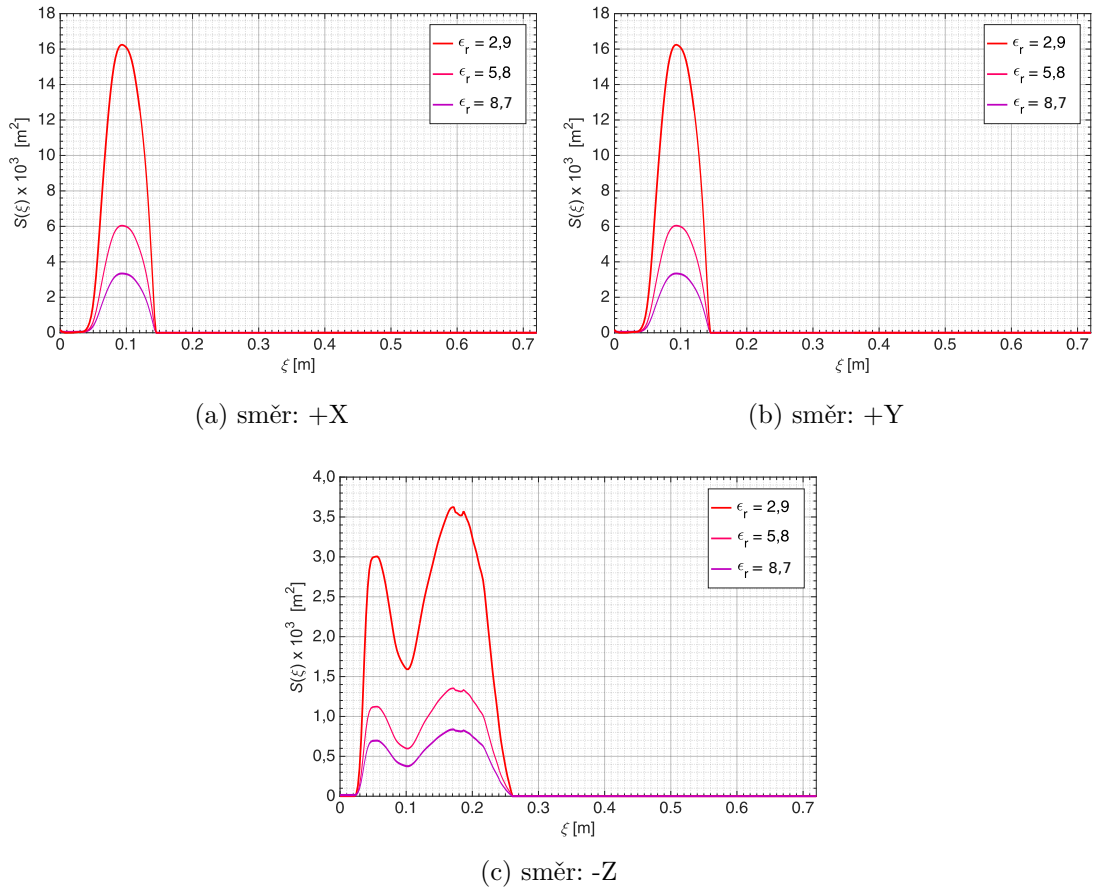 18
16
14
12
10
8
6
4
2
0
S(ξ) x 10³ [m²]
0 0.1 0.2 0.3 0.4 0.5 0.6 0.7
ξ [m]
ϵr = 2,9
ϵr = 5,8
ϵr = 8,7
(a) směr: +X
18
16
14
12
10
8
6
4
2
0
S(ξ) x 10³ [m²]
0 0.1 0.2 0.3 0.4 0.5 0.6 0.7
ξ [m]
ϵr = 2,9
ϵr = 5,8
ϵr = 8,7
(b) směr: +Y
4,0
3,5
3,0
2,5
2,0
1,5
1,0
0,5
0
S(ξ) x 10³ [m²]
0 0.1 0.2 0.3 0.4 0.5 0.6 0.7
ξ [m]
ϵr = 2,9
ϵr = 5,8
ϵr = 8,7
(c) směr: -Z